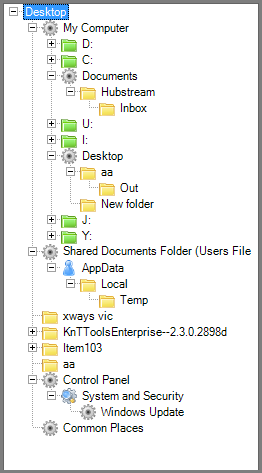 Desktop
My Computer
D:
C:
Documents
Hubstream
Inbox
U:
I:
Desktop
aa
Out
New folder
J:
Y:
Shared Documents Folder (Users File
AppData
Local
Temp
xways vic
KnTToolsEnterprise--2.3.0.2898d
Item103
aa
Control Panel
System and Security
Windows Update
Common Places